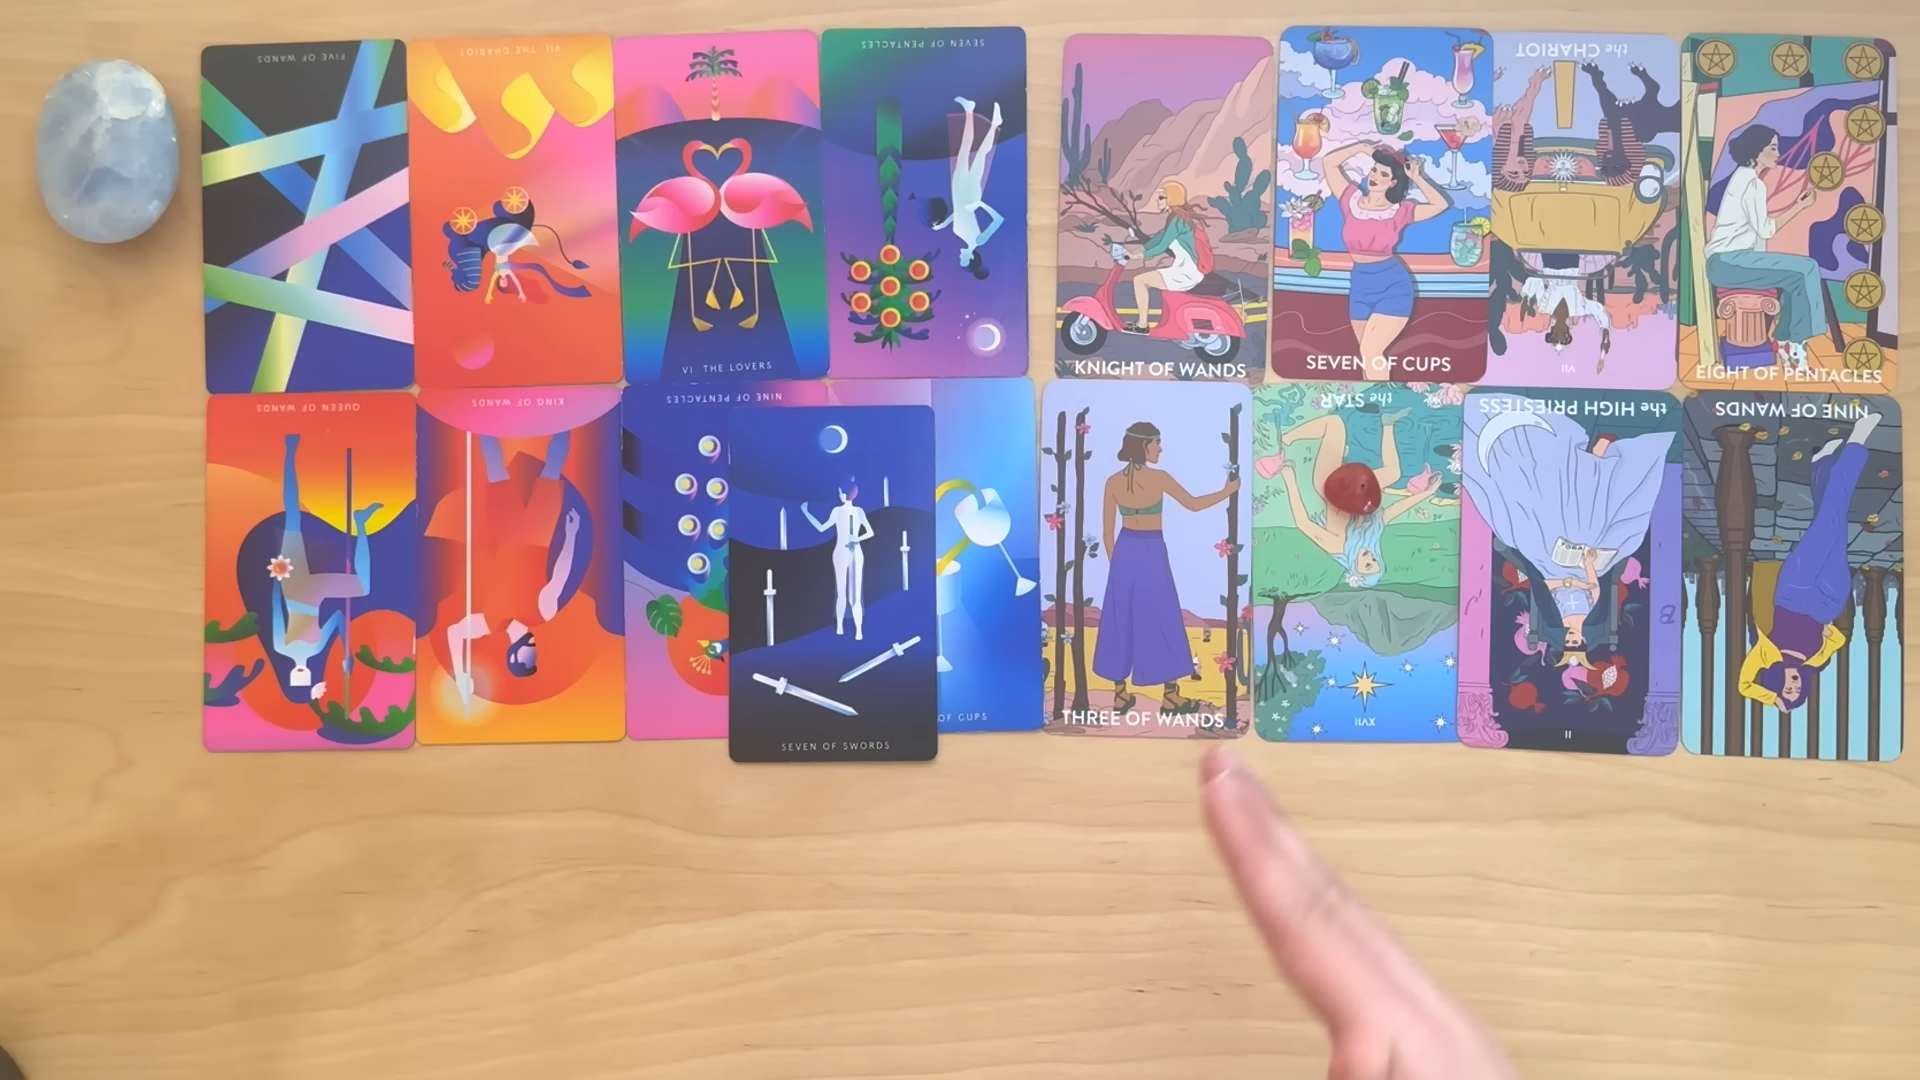 FIVE OF WANDS
VII. THE CHARIOT
VI. THE LOVERS
SEVEN OF PENTACLES
KNIGHT OF WANDS
SEVEN OF CUPS
the CHARIOT
VII
EIGHT OF PENTACLES
QUEEN OF WANDS
KING OF WANDS
NINE OF PENTACLES
SEVEN OF SWORDS
OF CUPS
THREE OF WANDS
the STAR
XVII
the HIGH PRIESTESS
TORA
B
II
NINE OF WANDS